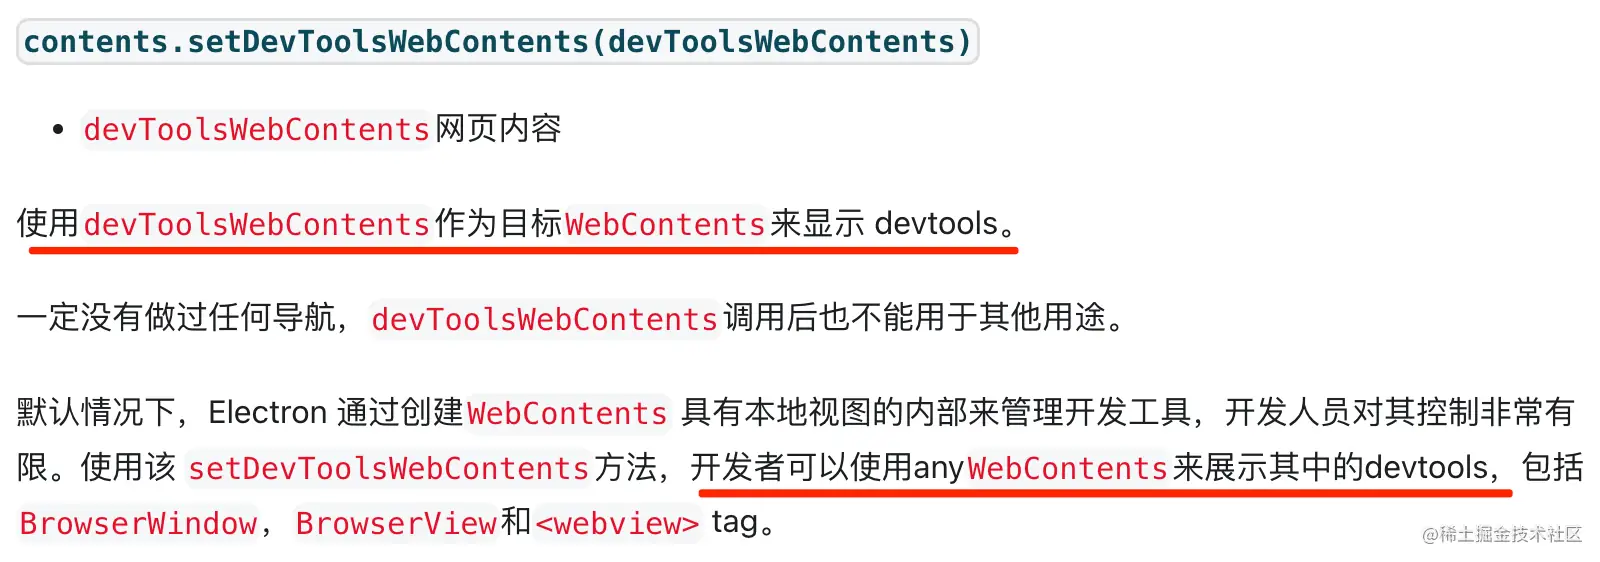 contents.setDevToolsWebContents(devToolsWebContents)
• devToolsWebContents网页内容
使用devToolsWebContents作为目标WebContents来显示 devtools。
一定没有做过任何导航，devToolsWebContents调用后也不能用于其他用途。
默认情况下，Electron 通过创建WebContents 具有本地视图的内部来管理开发工具，开发人员对其控制非常有
限。使用该 setDevToolsWebContents方法，开发者可以使用anyWebContents来展示其中的devtools，包括
BrowserWindow，BrowserView和<webview> tag。
@稀土掘金技术社区